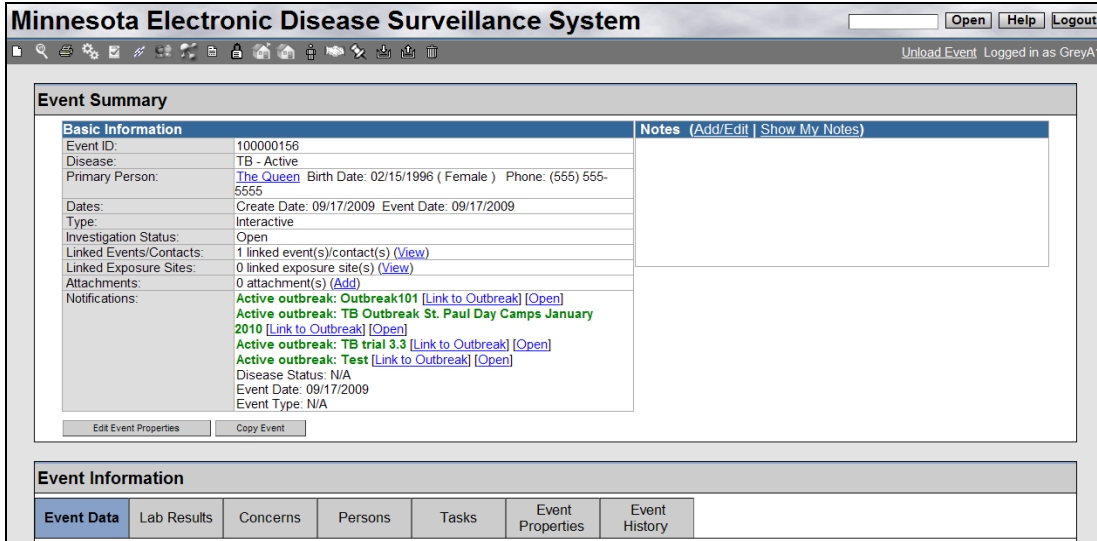 Minnesota Electronic Disease Surveillance System
Open Help Logout
Unload Event Logged in as GreyA
Event Summary
Basic Information
Event ID: 100000156
Disease: TB - Active
Primary Person: The Queen Birth Date: 02/15/1996 ( Female ) Phone: (555) 555-
5555
Dates: Create Date: 09/17/2009 Event Date: 09/17/2009
Type: Interactive
Investigation Status: Open
Linked Events/Contacts: 1 linked event(s)/contact(s) (View)
Linked Exposure Sites: 0 linked exposure site(s) (View)
Attachments: 0 attachment(s) (Add)
Notifications: Active outbreak: Outbreak101 [Link to Outbreak] [Open]
Active outbreak: TB Outbreak St. Paul Day Camps January
2010 [Link to Outbreak] [Open]
Active outbreak: TB trial 3.3 [Link to Outbreak] [Open]
Active outbreak: Test [Link to Outbreak] [Open]
Disease Status: N/A
Event Date: 09/17/2009
Event Type: N/A
Notes (Add/Edit | Show My Notes)
Edit Event Properties Copy Event
Event Information
Event Data Lab Results Concerns Persons Tasks Event Properties Event History